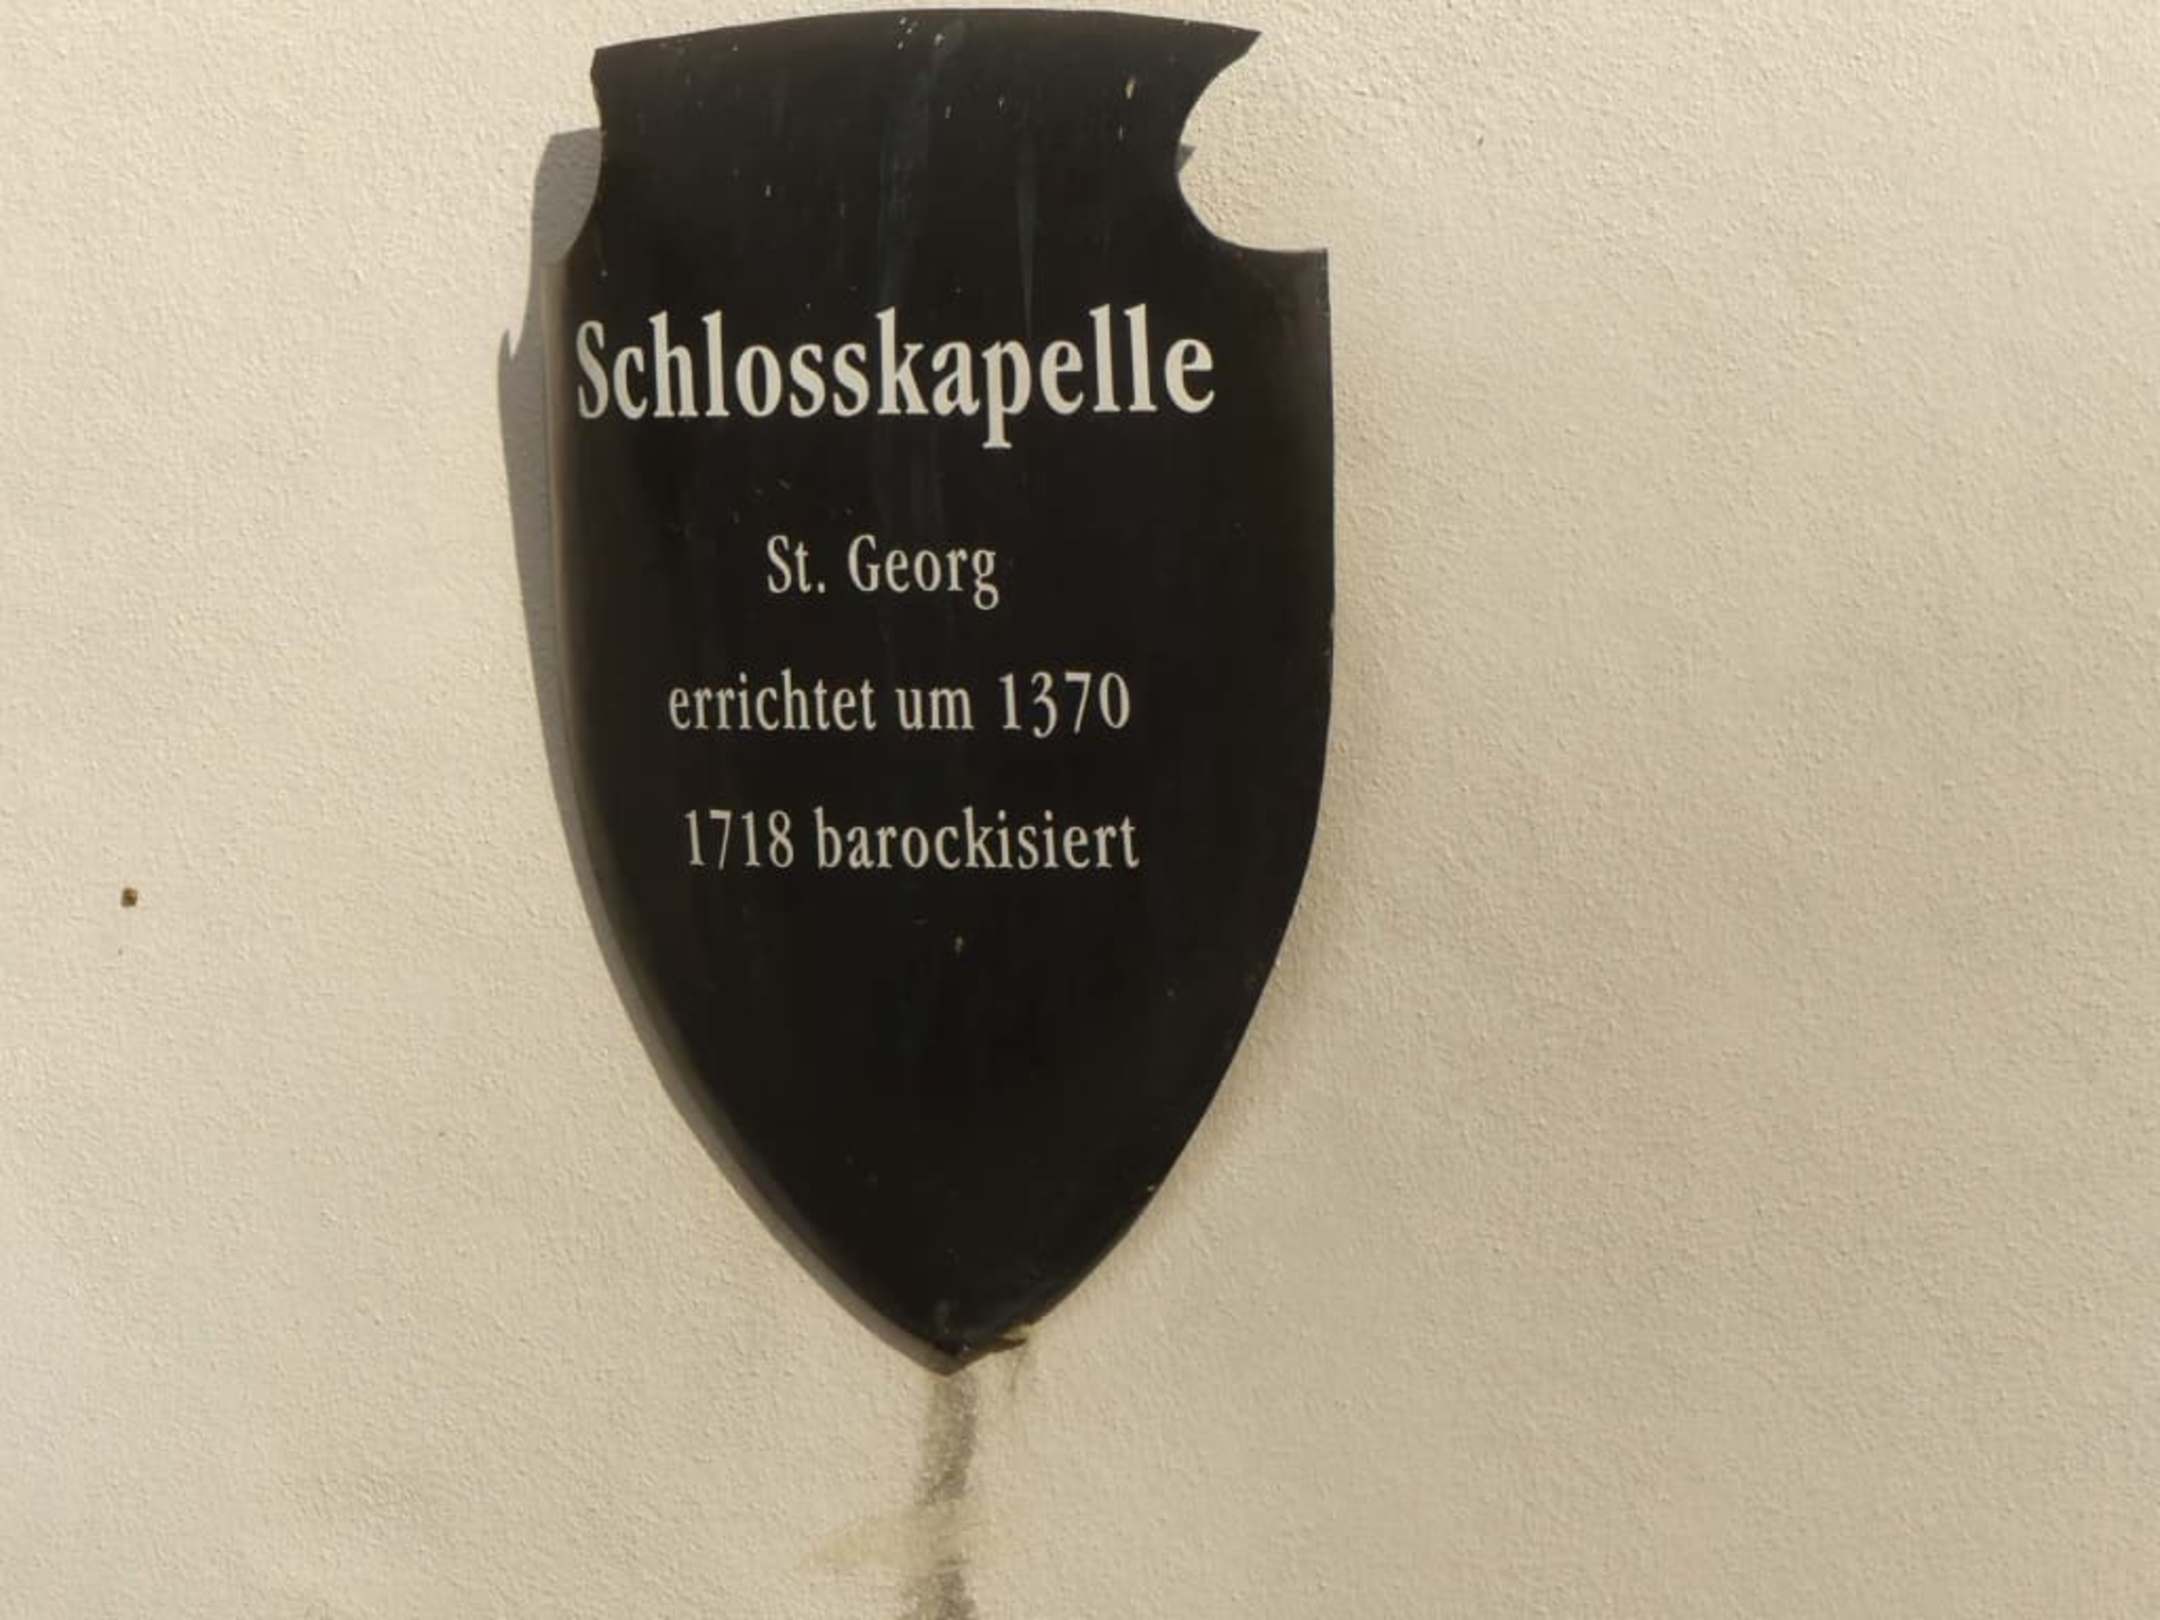 Schlosskapelle
St. Georg
errichtet um 1370
1718 barockisiert